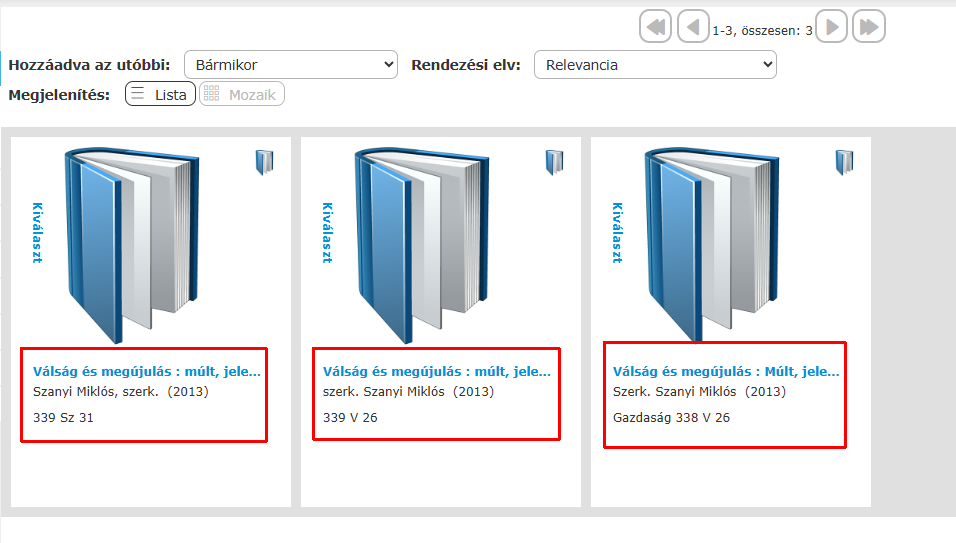 1-3, összesen: 3
Hozzáadva az utóbbi: Bármikor Rendezési elv: Relevancia
Megjelenítés: Lista Mozaik
Kiválaszt
Válság és megújulás : múlt, jele...
Szanyi Miklós, szerk. (2013)
339 Sz 31
Kiválaszt
Válság és megújulás : múlt, jele...
szerk. Szanyi Miklós (2013)
339 V 26
Kiválaszt
Válság és megújulás : Múlt, jele...
Szerk. Szanyi Miklós (2013)
Gazdaság 338 V 26